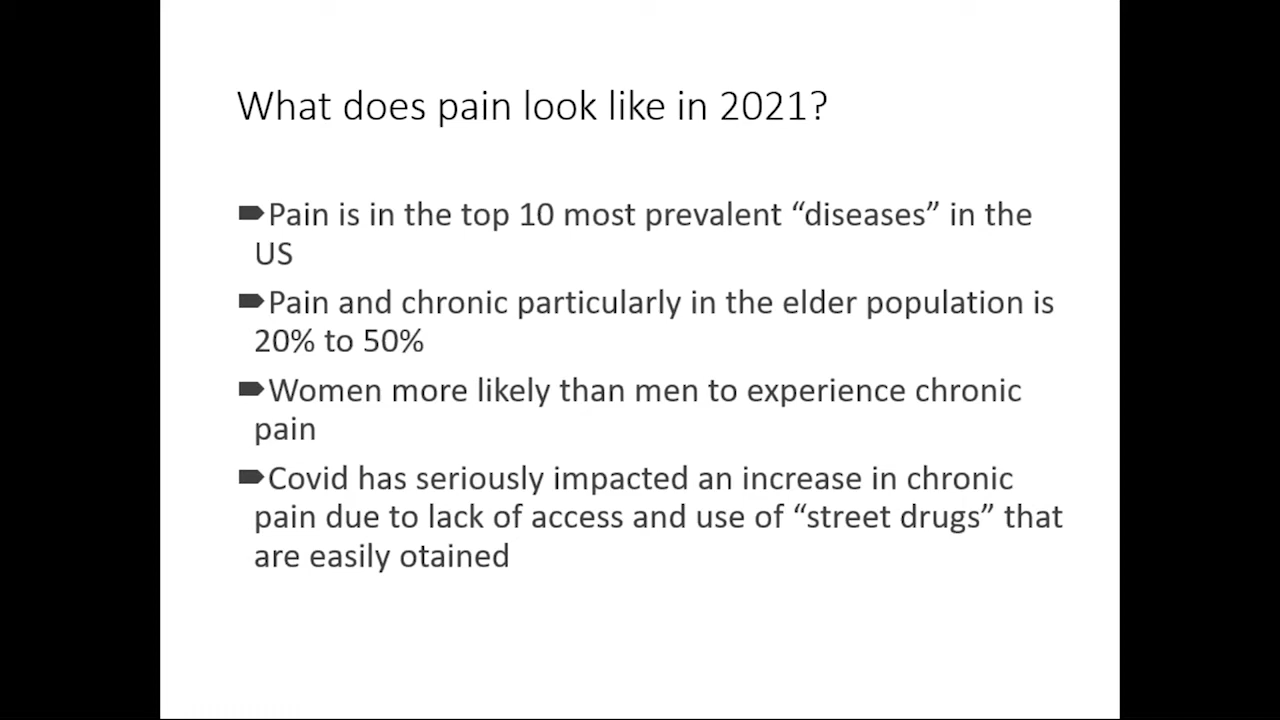 What does pain look like in 2021?
Pain is in the top 10 most prevalent “diseases” in the
US
Pain and chronic particularly in the elder population is
20% to 50%
Women more likely than men to experience chronic
pain
Covid has seriously impacted an increase in chronic
pain due to lack of access and use of “street drugs” that
are easily otained